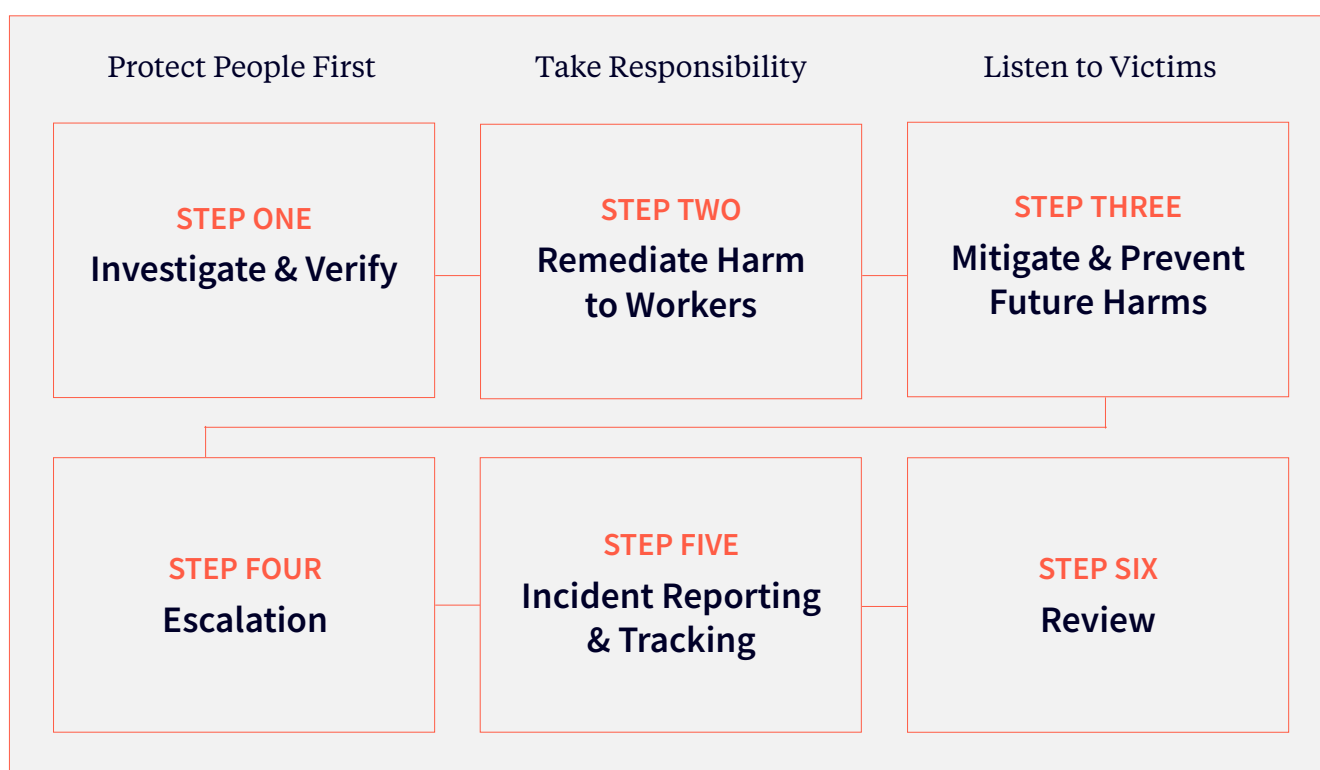 Protect People First
Take Responsibility
Listen to Victims
STEP ONE
Investigate & Verify
STEP TWO
Remediate Harm
to Workers
STEP THREE
Mitigate & Prevent
Future Harms
STEP FOUR
Escalation
STEP FIVE
Incident Reporting
& Tracking
STEP SIX
Review